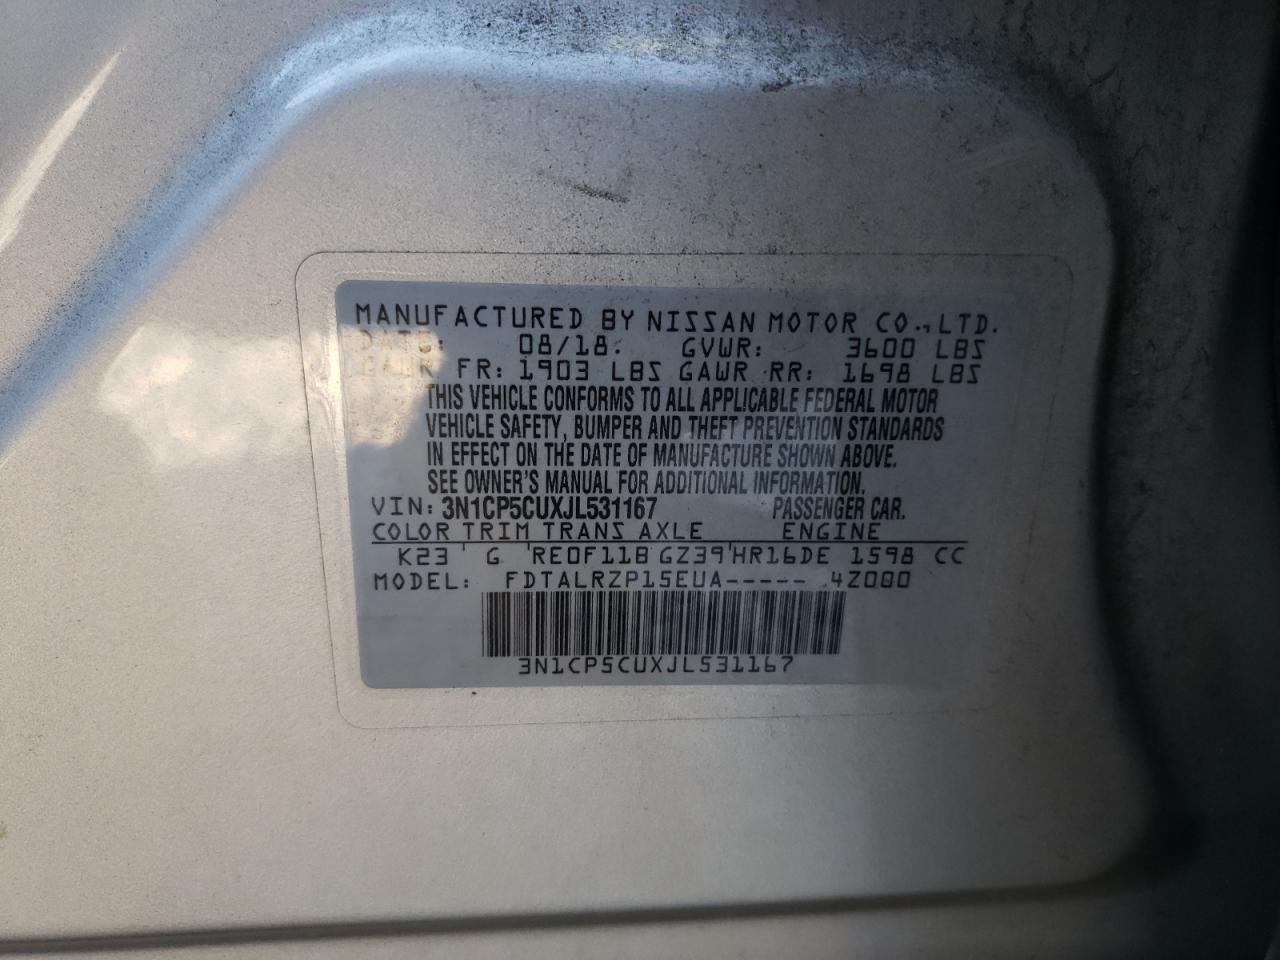 MANUFACTURED BY NISSAN MOTOR CO., LTD.
DATE: 08/18. GVWR: 3600 LBS
GAWR FR: 1903 LBS GAWR RR: 1698 LBS
THIS VEHICLE CONFORMS TO ALL APPLICABLE FEDERAL MOTOR
VEHICLE SAFETY, BUMPER AND THEFT PREVENTION STANDARDS
IN EFFECT ON THE DATE OF MANUFACTURE SHOWN ABOVE.
SEE OWNER'S MANUAL FOR ADDITIONAL INFORMATION.
VIN: 3N1CP5CUXJL531167 PASSENGER CAR.
COLOR TRIM TRANS AXLE ENGINE
K23 G RE0F11B GZ39 HR16DE 1598 CC
MODEL: FDTALRZP15EUA----- 4Z000
3N1CP5CUXJL531167